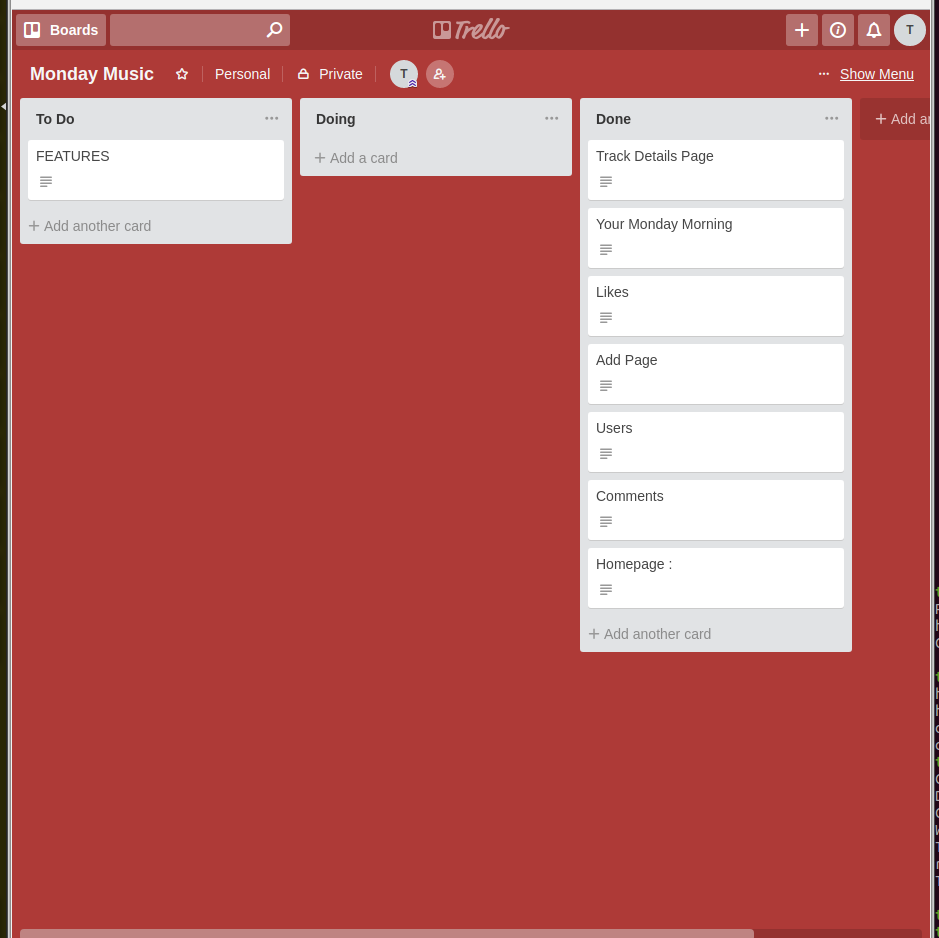 Boards
Trello
T
Monday Music
Personal
Private
T
Show Menu
To Do
FEATURES
+ Add another card
Doing
+ Add a card
Done
Track Details Page
Your Monday Morning
Likes
Add Page
Users
Comments
Homepage :
+ Add another card
+ Add